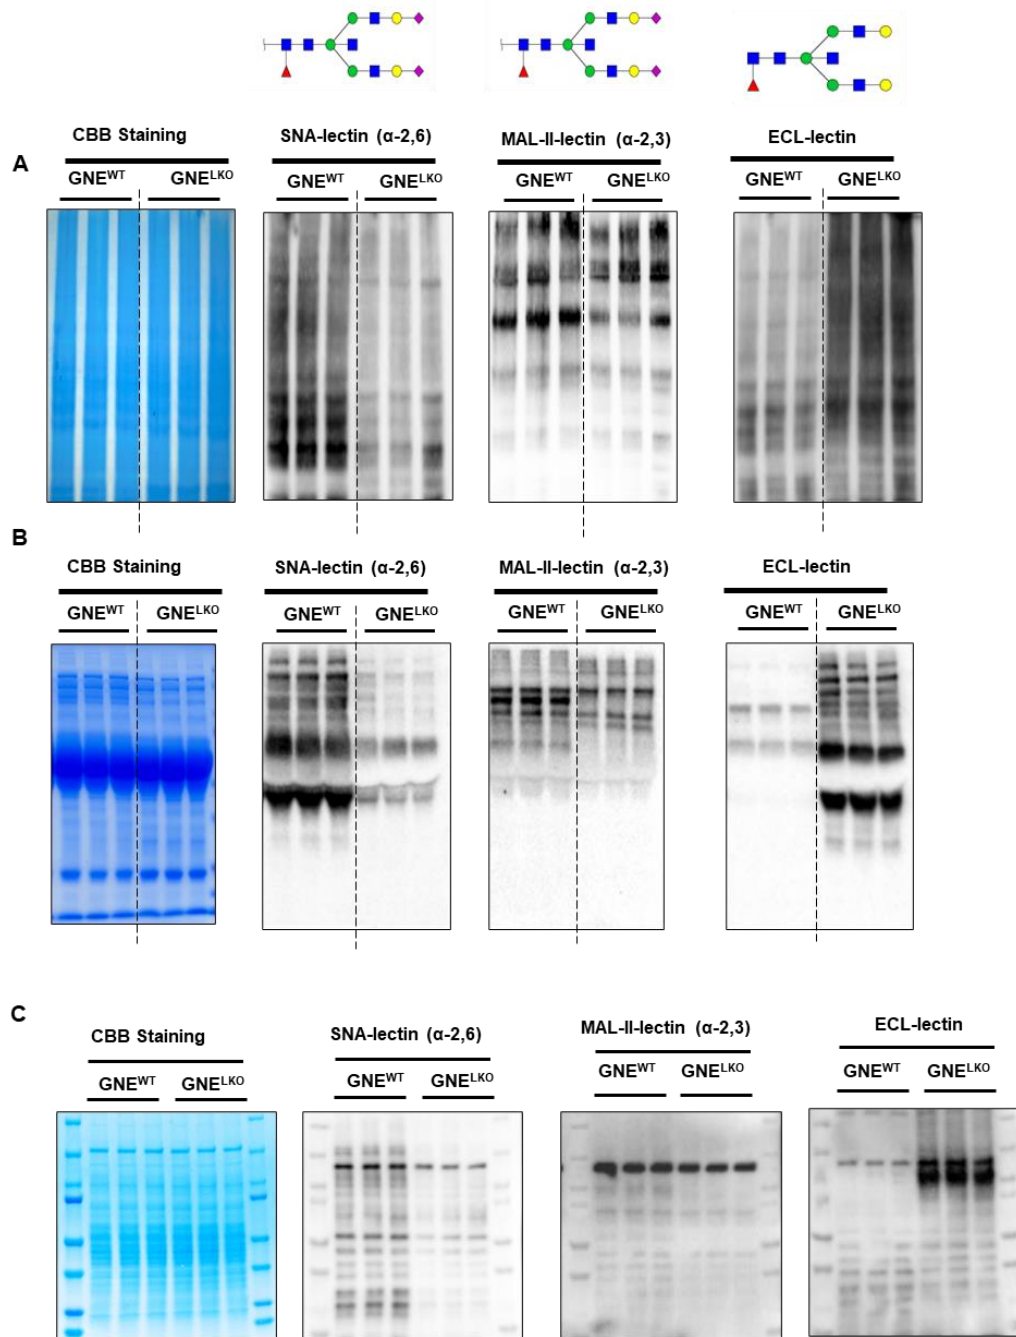 A
CBB Staining
SNA-lectin (α-2,6)
MAL-II-lectin (α-2,3)
ECL-lectin
GNEWT
GNELKO
GNEWT
GNELKO
GNEWT
GNELKO
GNEWT
GNELKO
B
CBB Staining
SNA-lectin (α-2,6)
MAL-II-lectin (α-2,3)
ECL-lectin
GNEWT
GNELKO
GNEWT
GNELKO
GNEWT
GNELKO
GNEWT
GNELKO
C
CBB Staining
SNA-lectin (α-2,6)
MAL-II-lectin (α-2,3)
ECL-lectin
GNEWT
GNELKO
GNEWT
GNELKO
GNEWT
GNELKO
GNEWT
GNELKO